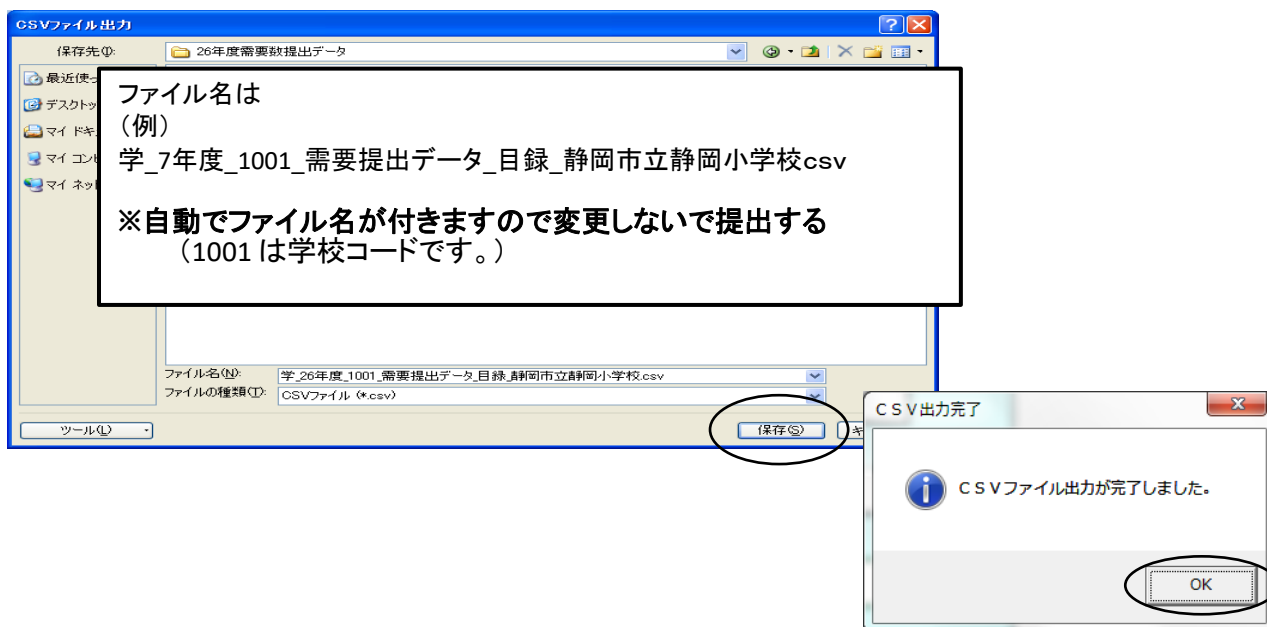 CSVファイル出力
保存先(I):
26年度需要数提出データ
最近使っ
デスクトッ
マイ ドキ
マイ コンピ
マイ ネッ
ファイル名は
（例）
学_7年度_1001_需要提出データ_目録_静岡市立静岡小学校csv
※自動でファイル名が付きますので変更しないで提出する
（1001は学校コードです。）
ファイル名(N):
学_26年度_1001_需要提出データ_目録_静岡市立静岡小学校.csv
ファイルの種類(T):
CSVファイル (*.csv)
ツール(L)
保存(S)
キ
ＣＳＶ出力完了
ＣＳＶファイル出力が完了しました。
OK